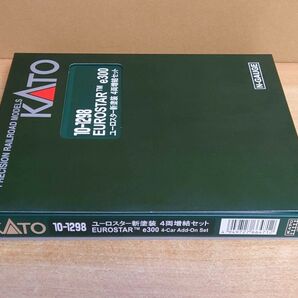 PRECISION RAILROAD MODELS
KATO
10-1298
EUROSTAR™ e300
ユーロスター新塗装 4両増結セット
N-GAUGE
KATO
10-1298
ユーロスター新塗装 4両増結セット
EUROSTAR™ e300 4-Car Add-On Set